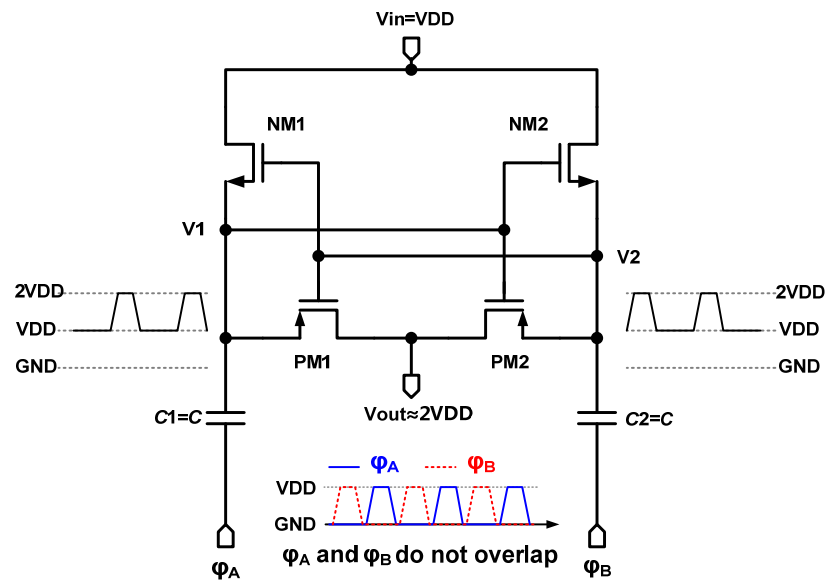 Vin=VDD
NM1
NM2
V1
V2
2VDD
VDD
GND
2VDD
VDD
GND
PM1
PM2
C1=C
Vout≈2VDD
C2=C
φA
φB
VDD
GND
φA and φB do not overlap
φA
φB